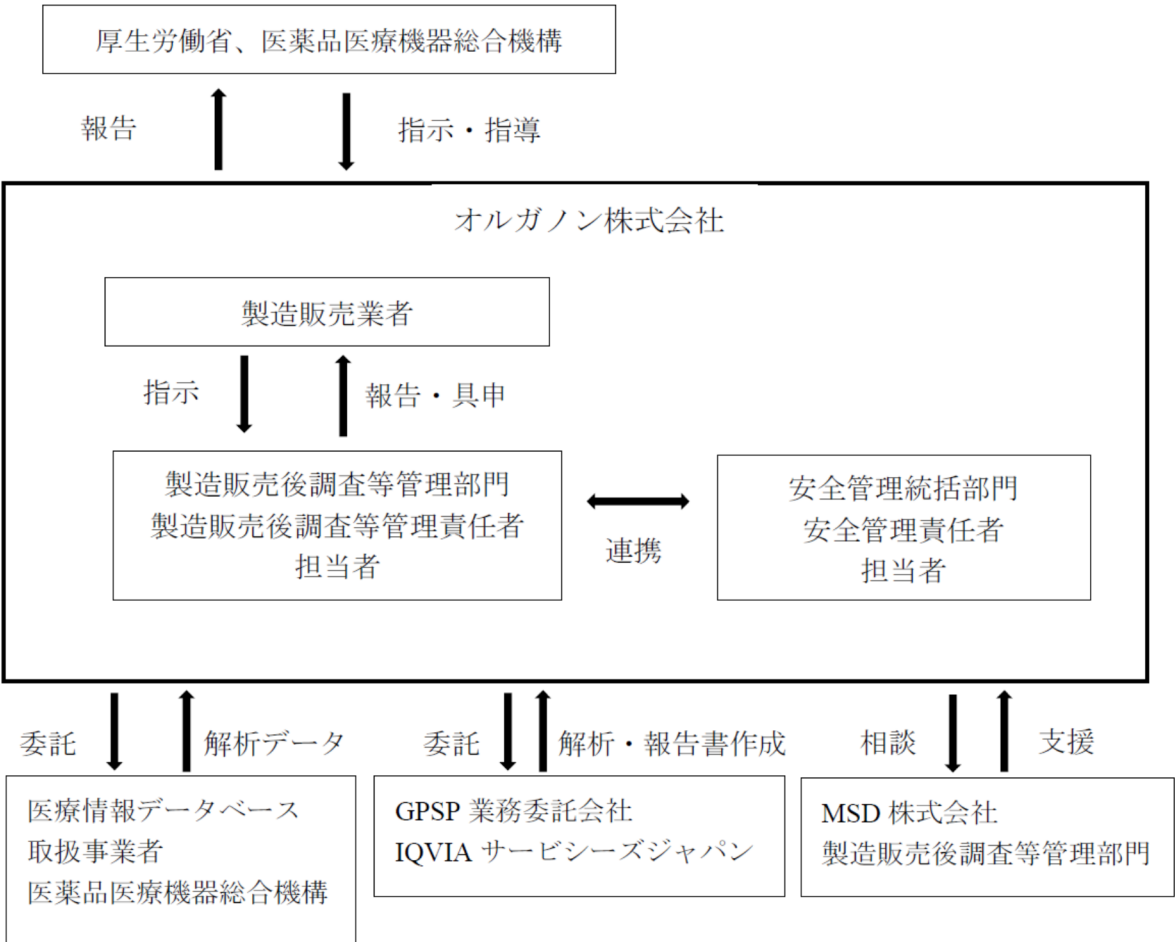 厚生労働省、医薬品医療機器総合機構
報告
指示・指導
オルガノン株式会社
製造販売業者
指示
報告・具申
製造販売後調査等管理部門
製造販売後調査等管理責任者
担当者
連携
安全管理統括部門
安全管理責任者
担当者
委託
解析データ
委託
解析・報告書作成
相談
支援
医療情報データベース
取扱事業者
医薬品医療機器総合機構
GPSP 業務委託会社
IQVIA サービシーズジャパン
MSD 株式会社
製造販売後調査等管理部門